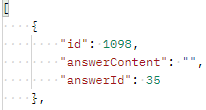 [
    {
        "id": 1098,
        "answerContent": "",
        "answerId": 35
    },